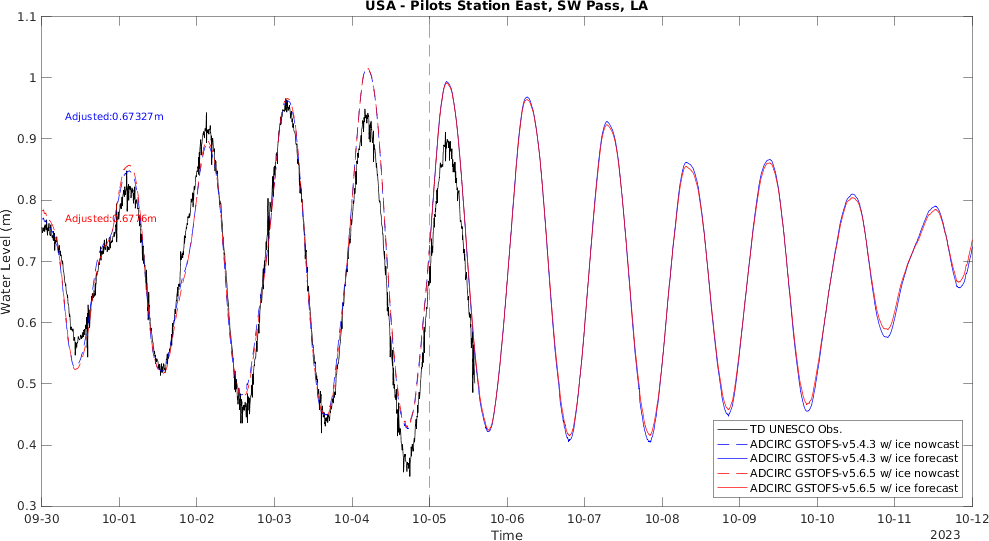 USA - Pilots Station East, SW Pass, LA
1.1
1
0.9
0.8
0.7
0.6
0.5
0.4
0.3
Water Level (m)
Adjusted:0.67327m
Adjusted:0.6776m
TD UNESCO Obs.
ADCIRC GSTOFS-v5.4.3 w/ ice nowcast
ADCIRC GSTOFS-v5.4.3 w/ ice forecast
ADCIRC GSTOFS-v5.6.5 w/ ice nowcast
ADCIRC GSTOFS-v5.6.5 w/ ice forecast
09-30 10-01 10-02 10-03 10-04 10-05 10-06 10-07 10-08 10-09 10-10 10-11 10-12
Time
2023